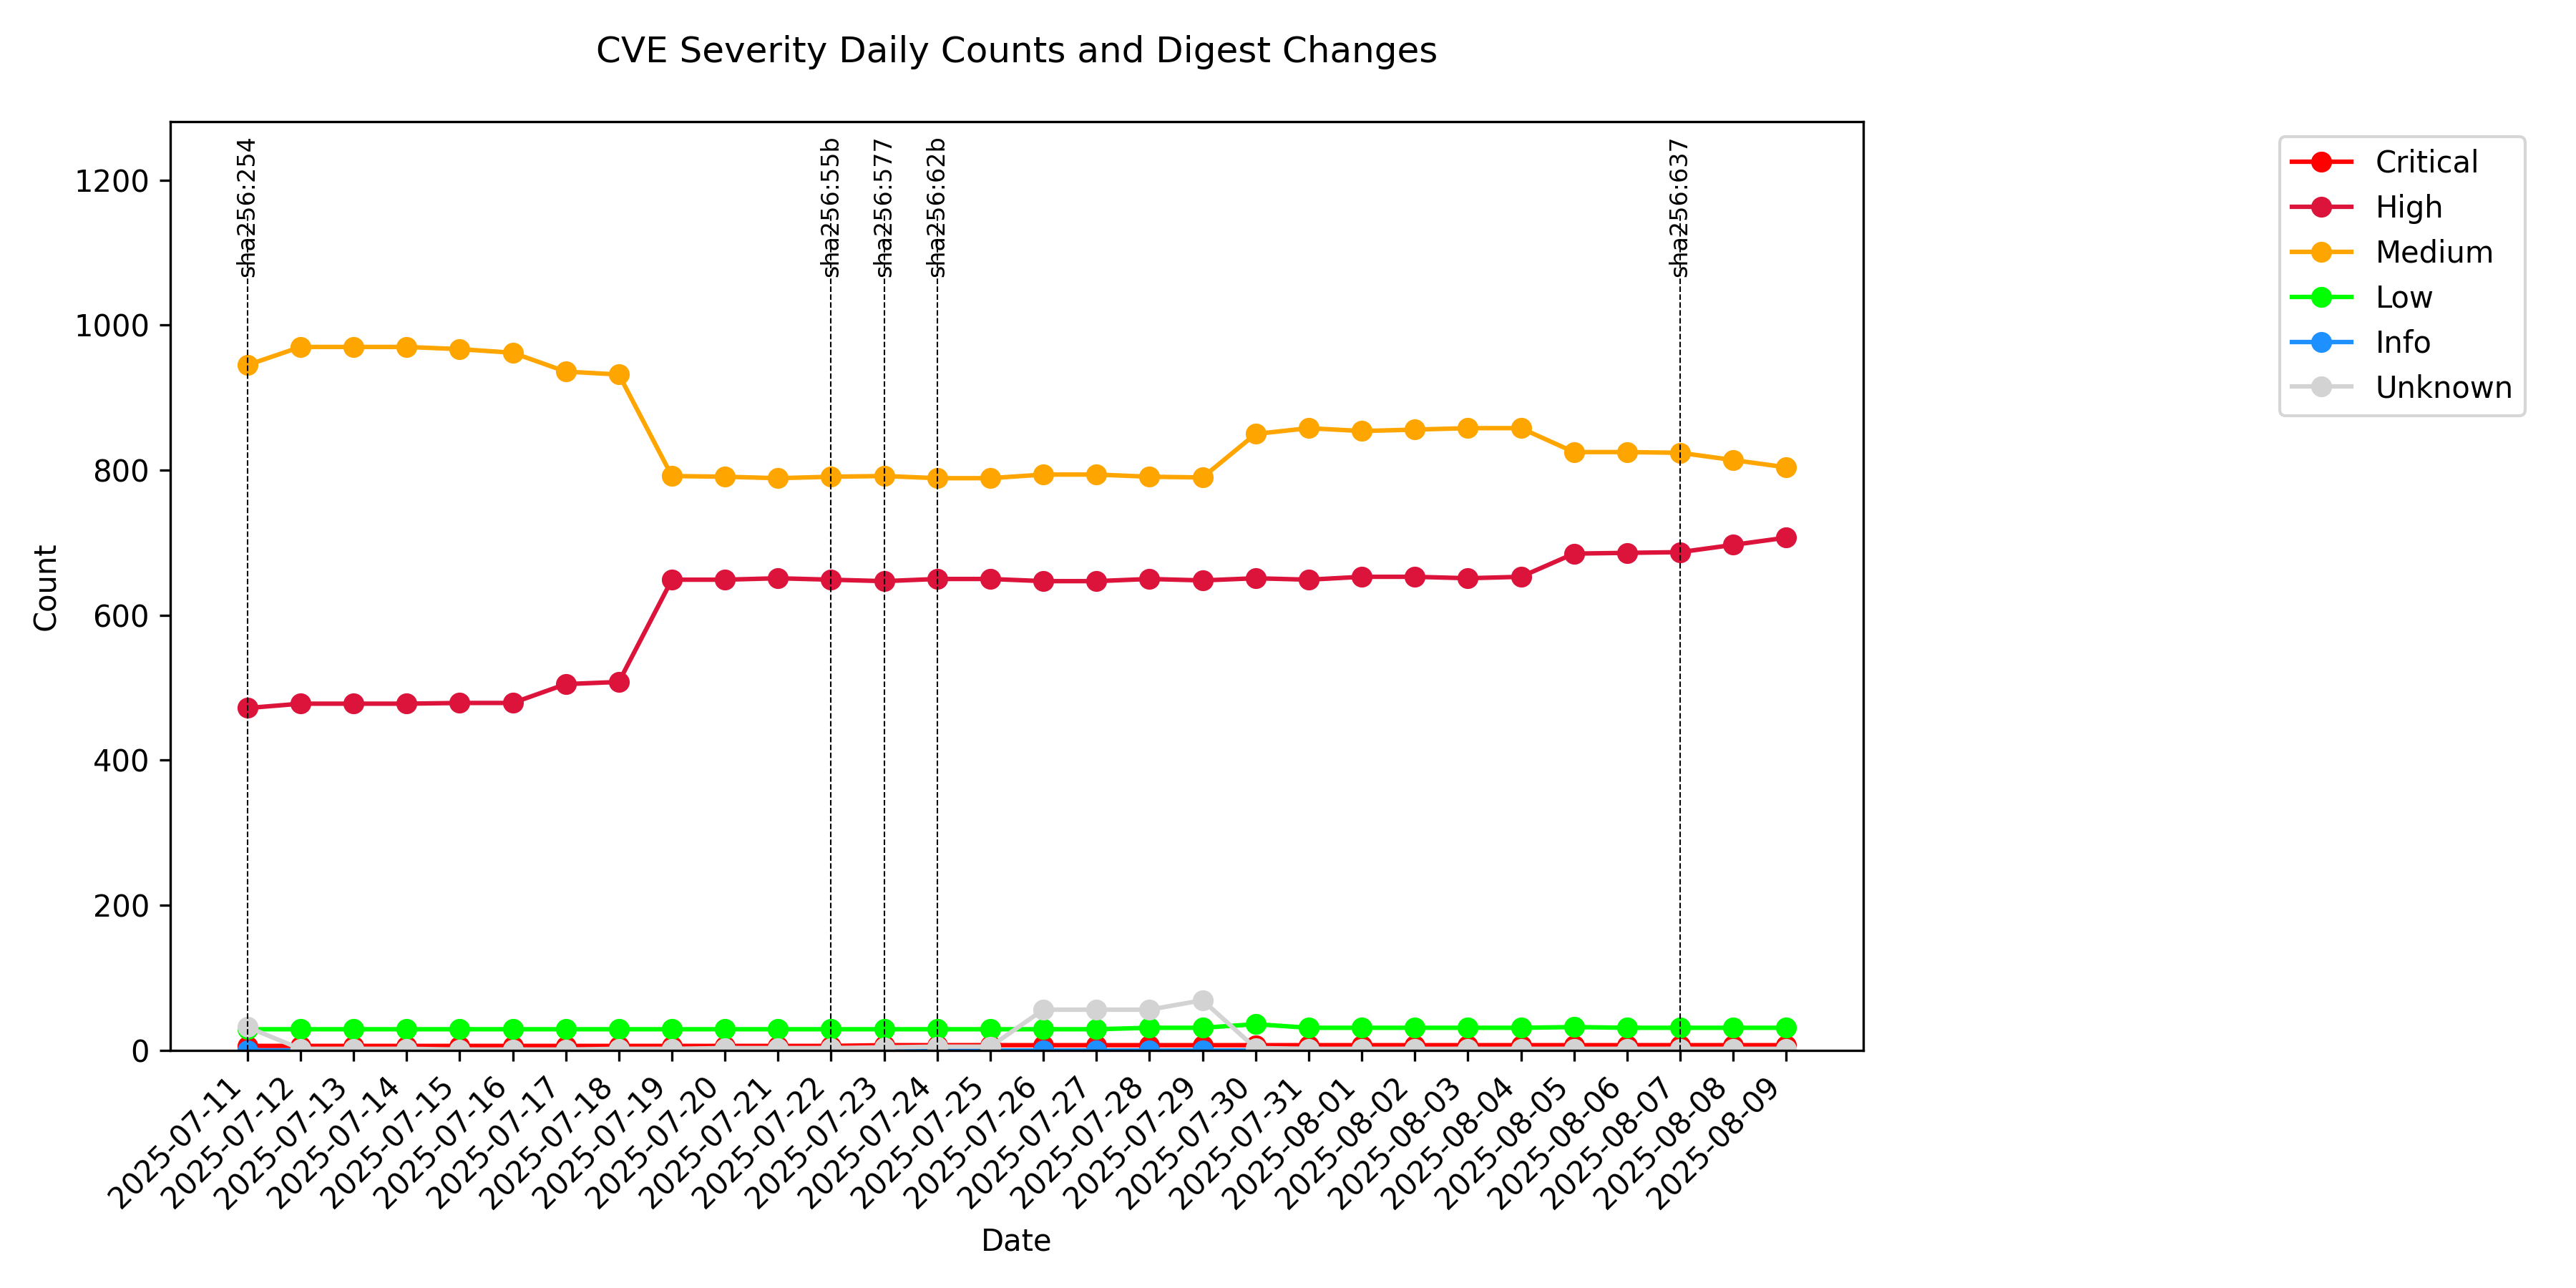 CVE Severity Daily Counts and Digest Changes
sha256:254
sha256:55b
sha256:577
sha256:62b
sha256:637
Critical
High
Medium
Low
Info
Unknown
Count
1200
1000
800
600
400
200
0
2025-07-11
2025-07-12
2025-07-13
2025-07-14
2025-07-15
2025-07-16
2025-07-17
2025-07-18
2025-07-19
2025-07-20
2025-07-21
2025-07-22
2025-07-23
2025-07-24
2025-07-25
2025-07-26
2025-07-27
2025-07-28
2025-07-29
2025-07-30
2025-07-31
2025-08-01
2025-08-02
2025-08-03
2025-08-04
2025-08-05
2025-08-06
2025-08-07
2025-08-08
2025-08-09
Date